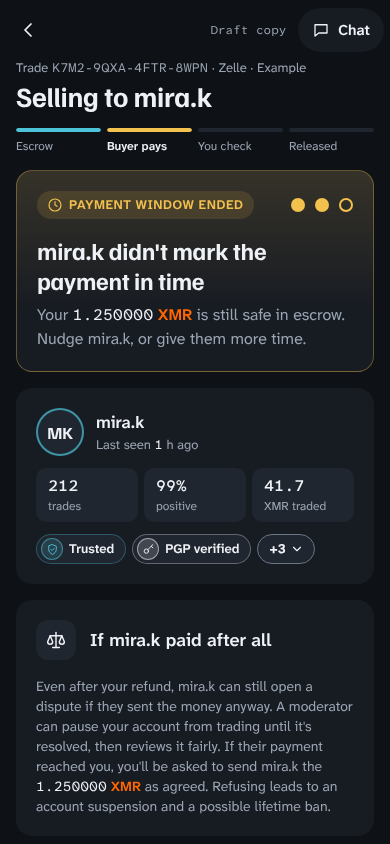 Draft copy
Chat
Trade K7M2-9QXA-4FTR-8WPN · Zelle · Example
Selling to mira.k
Escrow
Buyer pays
You check
Released
PAYMENT WINDOW ENDED
mira.k didn't mark the
payment in time
Your 1.250000 XMR is still safe in escrow.
Nudge mira.k, or give them more time.
MK
mira.k
Last seen 1 h ago
212
trades
99%
positive
41.7
XMR traded
Trusted
PGP verified
+3
If mira.k paid after all
Even after your refund, mira.k can still open a
dispute if they sent the money anyway. A moderator
can pause your account from trading until it's
resolved, then reviews it fairly. If their payment
reached you, you'll be asked to send mira.k the
1.250000 XMR as agreed. Refusing leads to an
account suspension and a possible lifetime ban.